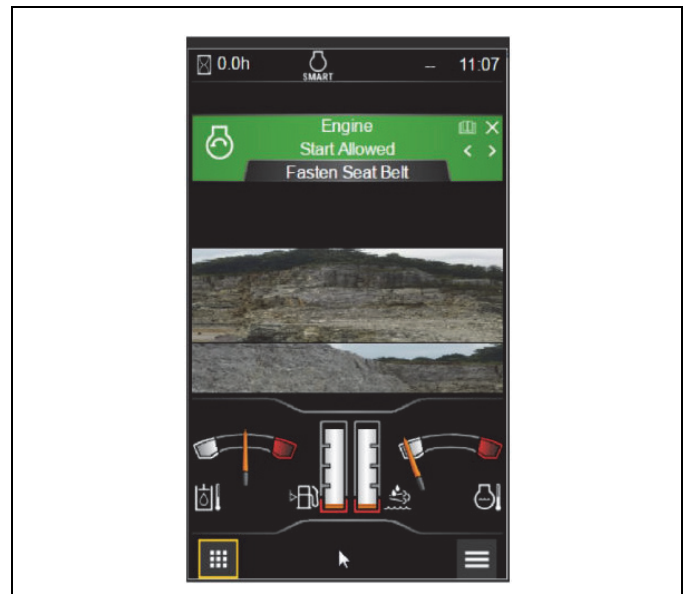 0.0h
SMART
--
11:07
Engine
Start Allowed
Fasten Seat Belt